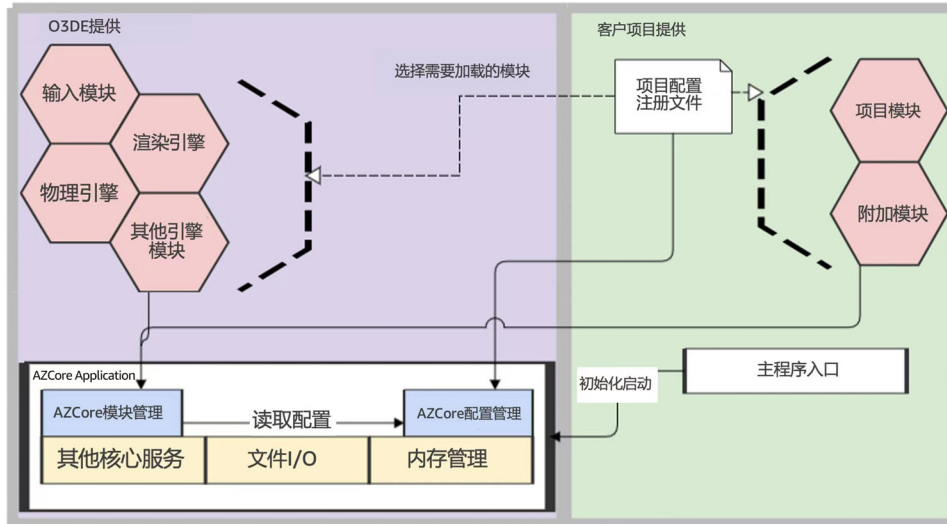 O3DE提供
客户项目提供
输入模块
渲染引擎
物理引擎
其他引擎
模块
选择需要加载的模块
项目配置
注册文件
项目模块
附加模块
AZCore Application
AZCore模块管理
读取配置
AZCore配置管理
其他核心服务
文件I/O
内存管理
初始化启动
主程序入口